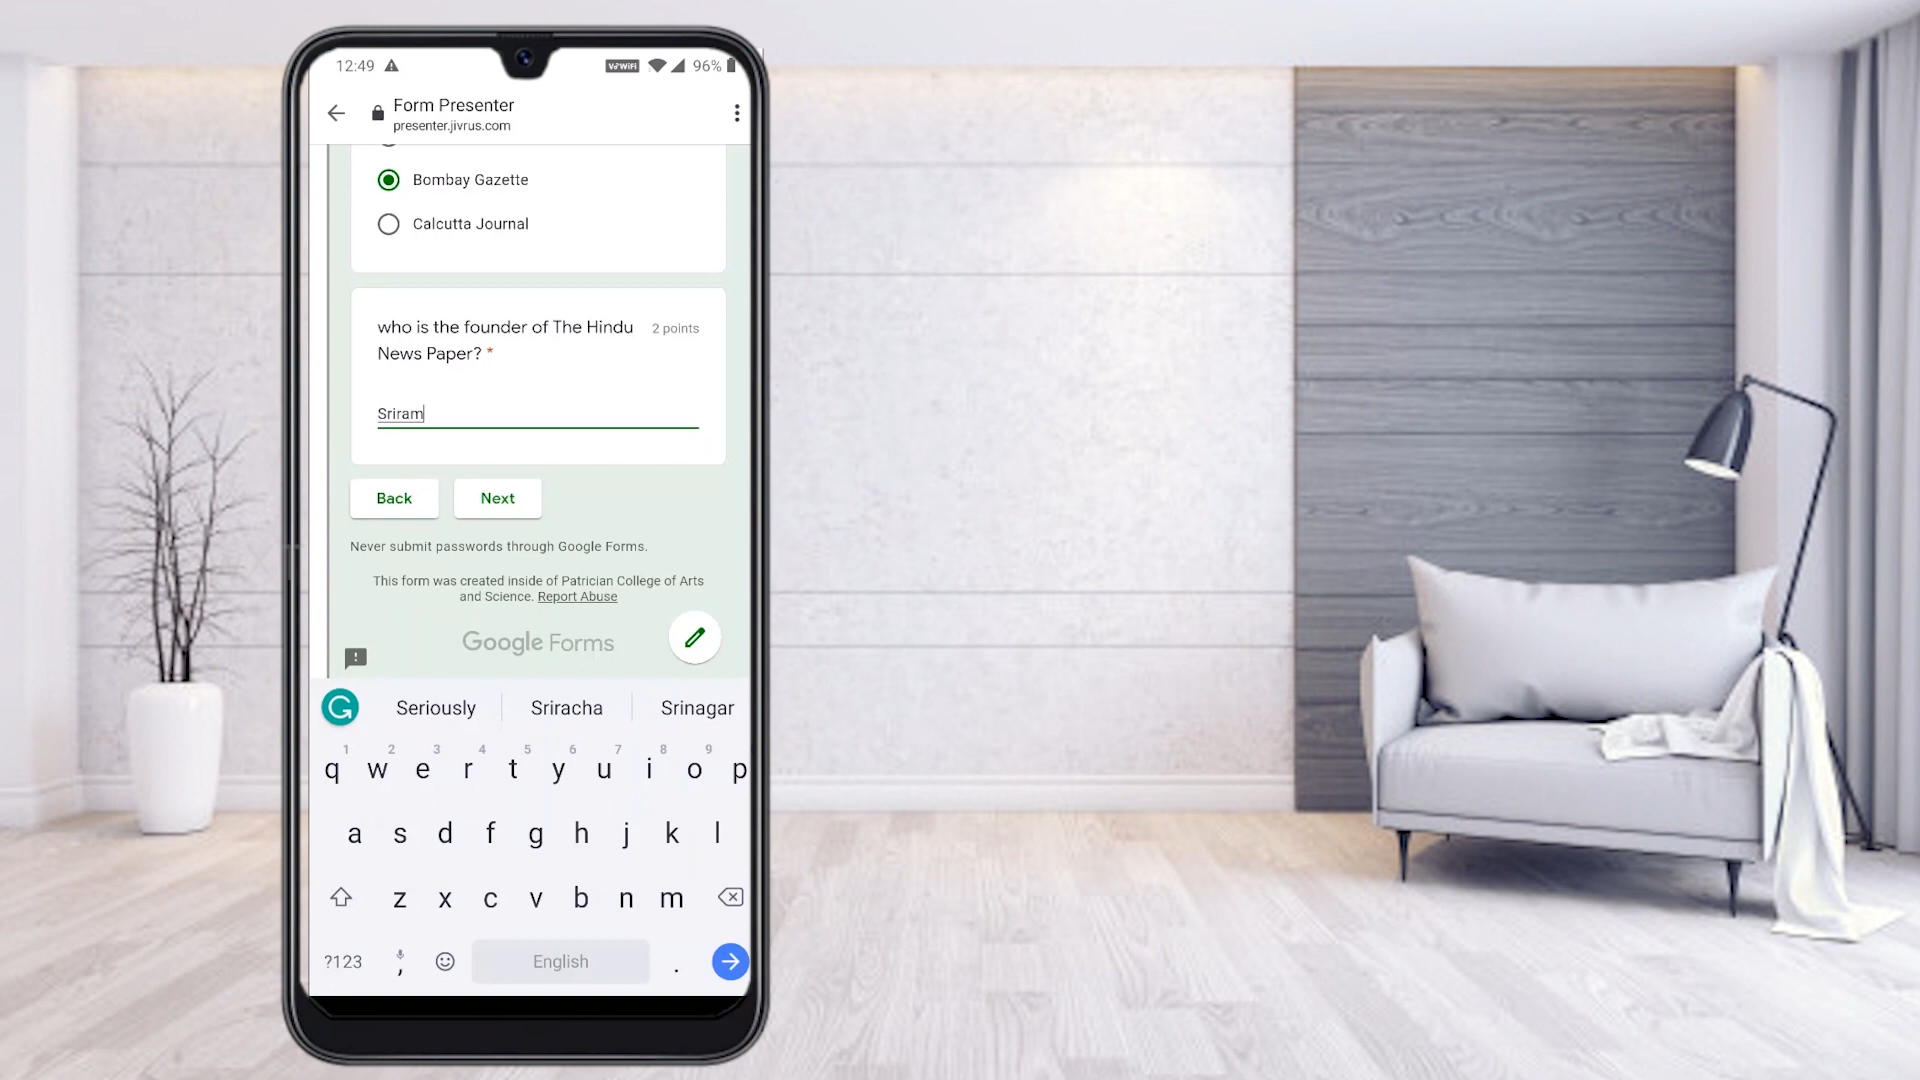 12:49
VoWiFi 96%
Form Presenter
presenter.jivrus.com
Bombay Gazette
Calcutta Journal
who is the founder of The Hindu 2 points
News Paper? *
Sriram
Back Next
Never submit passwords through Google Forms.
This form was created inside of Patrician College of Arts
and Science. Report Abuse
Google Forms
Seriously Sriracha Srinagar
1 2 3 4 5 6 7 8 9
q w e r t y u i o p
a s d f g h j k l
z x c v b n m
?123 , English .